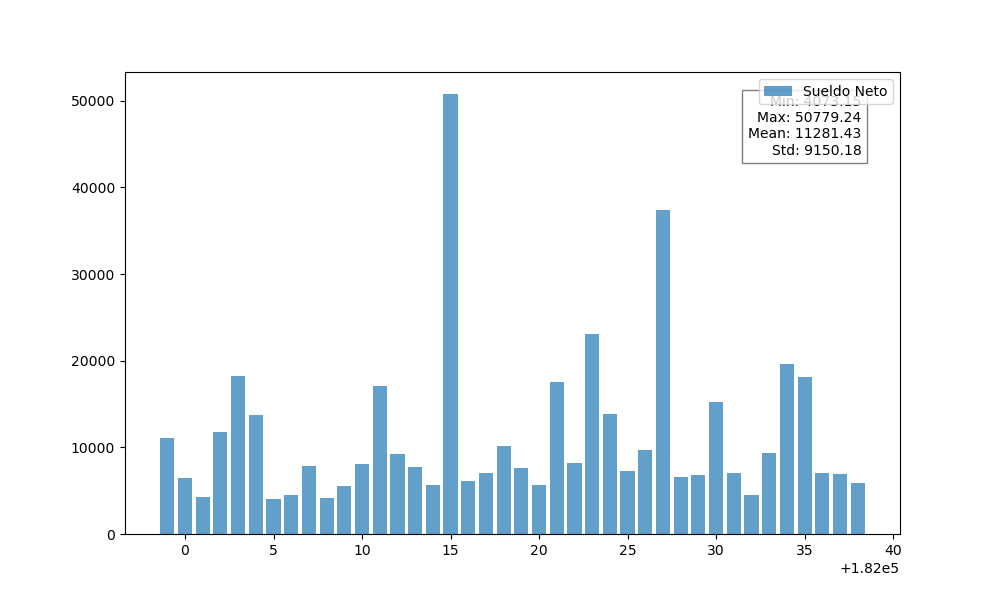 50000
40000
30000
20000
10000
0
Sueldo Neto
Min: 4073.15
Max: 50779.24
Mean: 11281.43
Std: 9150.18
0 5 10 15 20 25 30 35 40
+1.82e5